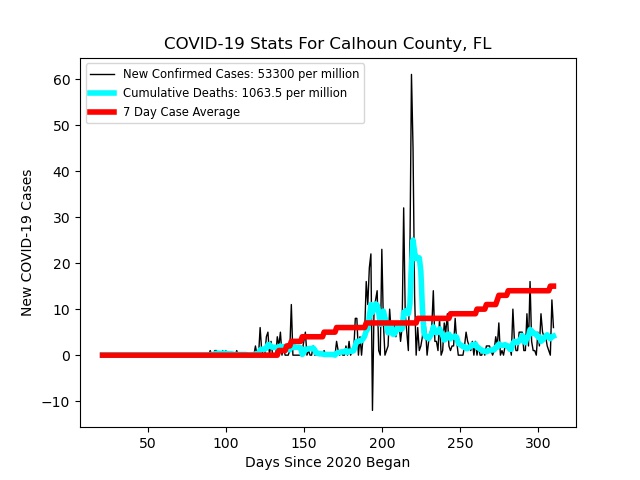 COVID-19 Stats For Calhoun County, FL
New Confirmed Cases: 53300 per million
Cumulative Deaths: 1063.5 per million
7 Day Case Average
New COVID-19 Cases
60
50
40
30
20
10
0
−10
50 100 150 200 250 300
Days Since 2020 Began